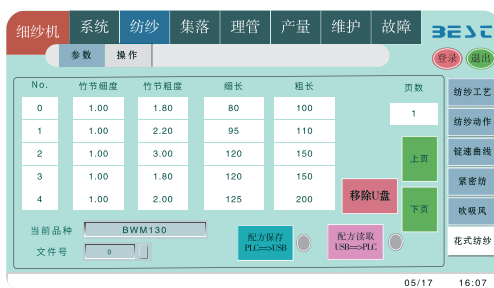 细纱机 系统 纺纱 集落 理管 产量 维护 故障 BEST
参数 操作 登录 退出
No. 竹节细度 竹节粗度 细长 粗长 页数
0 1.00 1.80 80 100 1
1 1.00 2.20 95 110
2 1.00 3.00 120 150 上页
3 1.00 1.80 120 150
4 1.00 2.00 125 200 移除U盘 下页
当前品种 BWM130
文件号 0
配方保存
PLC==>USB
配方读取
USB==>PLC
纺纱工艺
纺纱动作
锭速曲线
紧密纺
吹吸风
花式纺纱
05/17 16:07